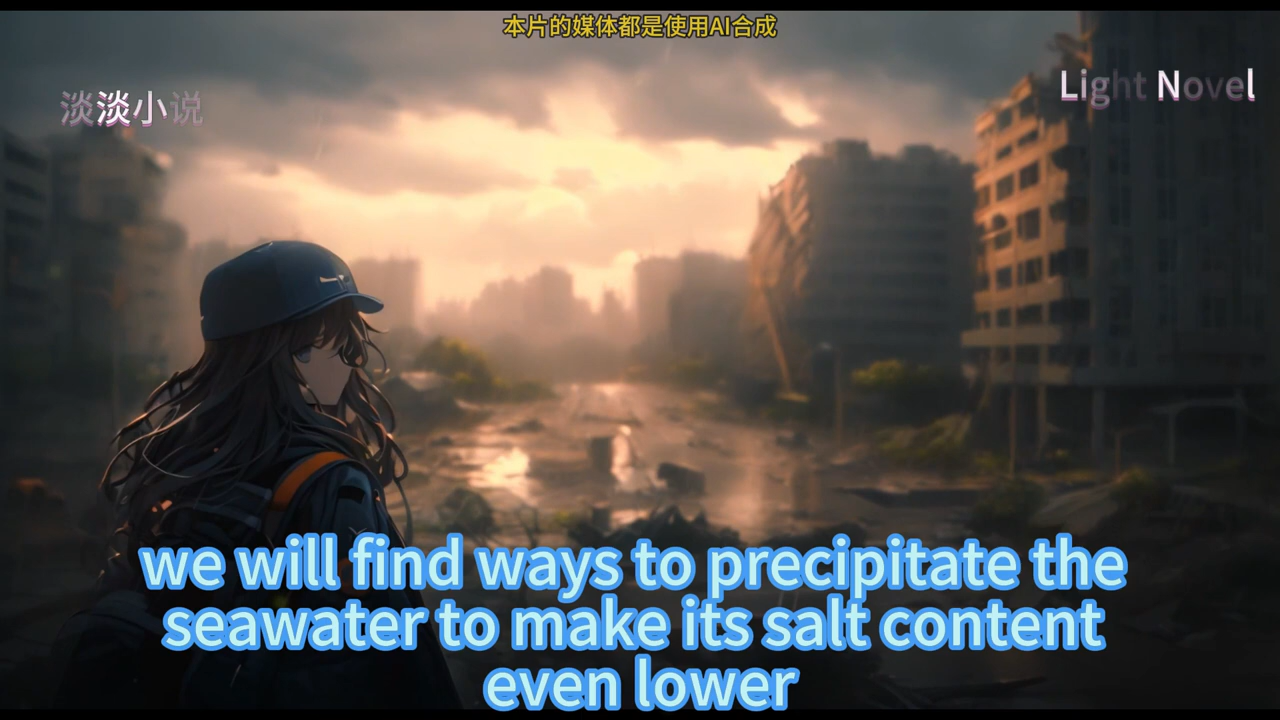 本片的媒体都是使用AI合成
淡淡小说
Light Novel
we will find ways to precipitate the
seawater to make its salt content
even lower